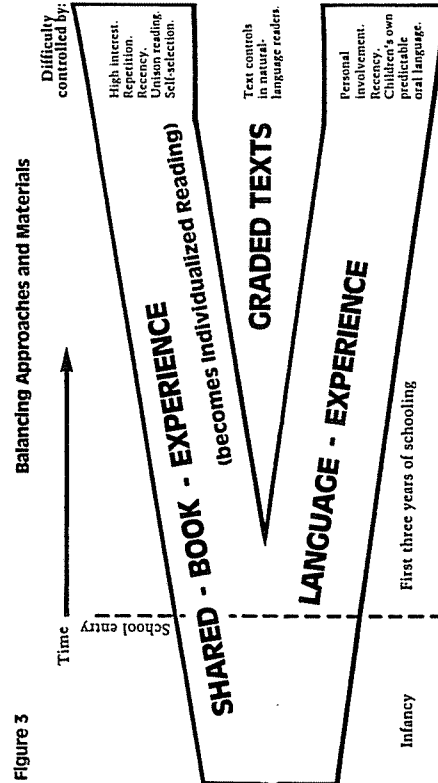 Figure 3
Balancing Approaches and Materials
Time
School entry
Difficulty
controlled by:
SHARED - BOOK - EXPERIENCE
(becomes Individualized Reading)
High interest.
Repetition.
Recency.
Unison reading.
Self-selection.
GRADED TEXTS
Text controls
in natural-
language readers.
LANGUAGE - EXPERIENCE
Personal
involvement.
Recency.
Children's own
predictable
oral language.
Infancy
First three years of schooling